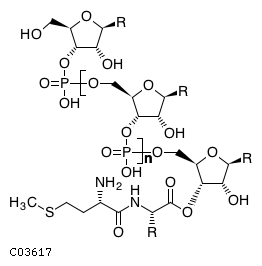 O R
HO
O OH
O=P O O R
OH
O OH
O=P n O O R
OH
H3C S NH2 H N O O OH
O R
C03617